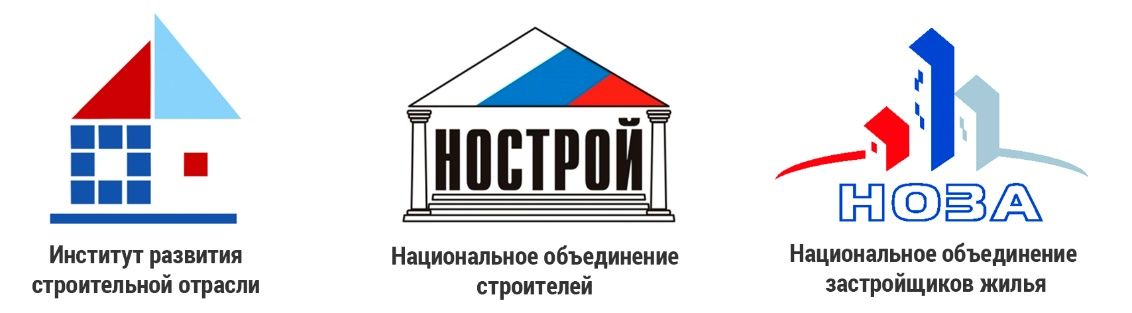 НОСТРОЙ
НОЗА
Институт развития
строительной отрасли
Национальное объединение
строителей
Национальное объединение
застройщиков жилья